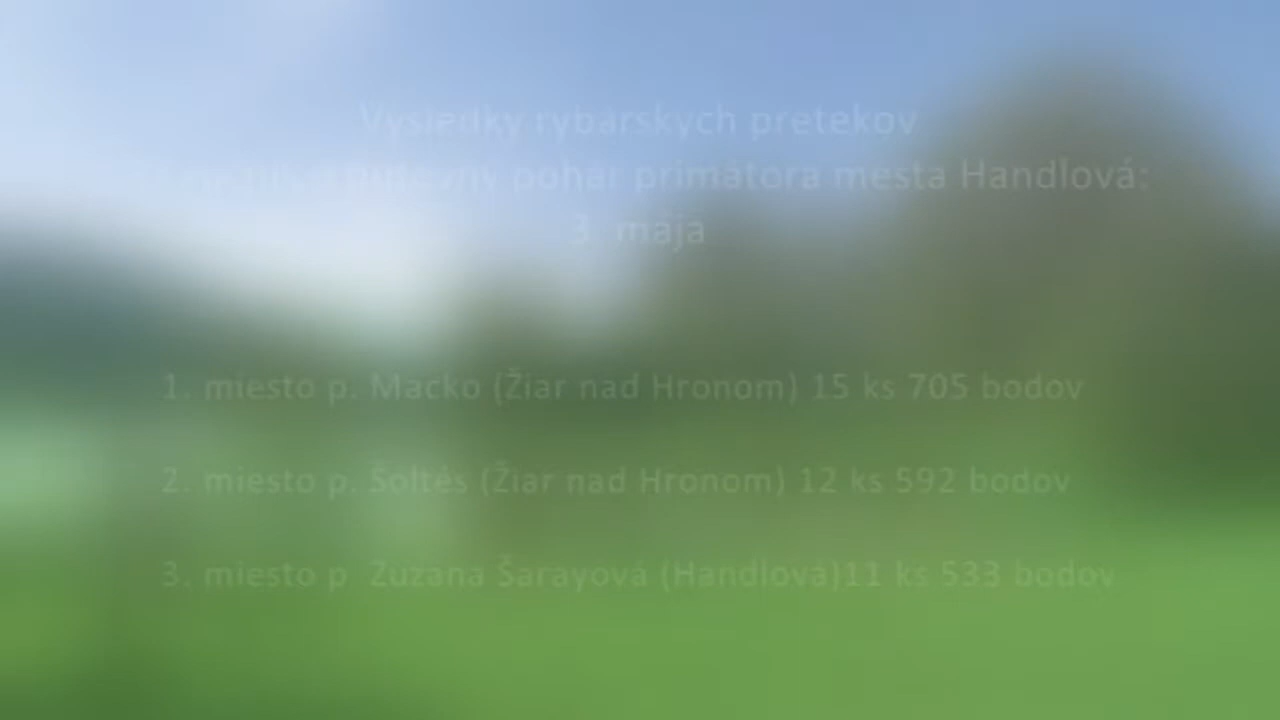 Výsledky rybárskych pretekov
putovný pohár primátora mesta Handlová:
3. mája
1. miesto p. Macko (Žiar nad Hronom) 15 ks 705 bodov
2. miesto p. Šoltés (Žiar nad Hronom) 12 ks 592 bodov
3. miesto p. Zuzana Šarayová (Handlová)11 ks 533 bodov